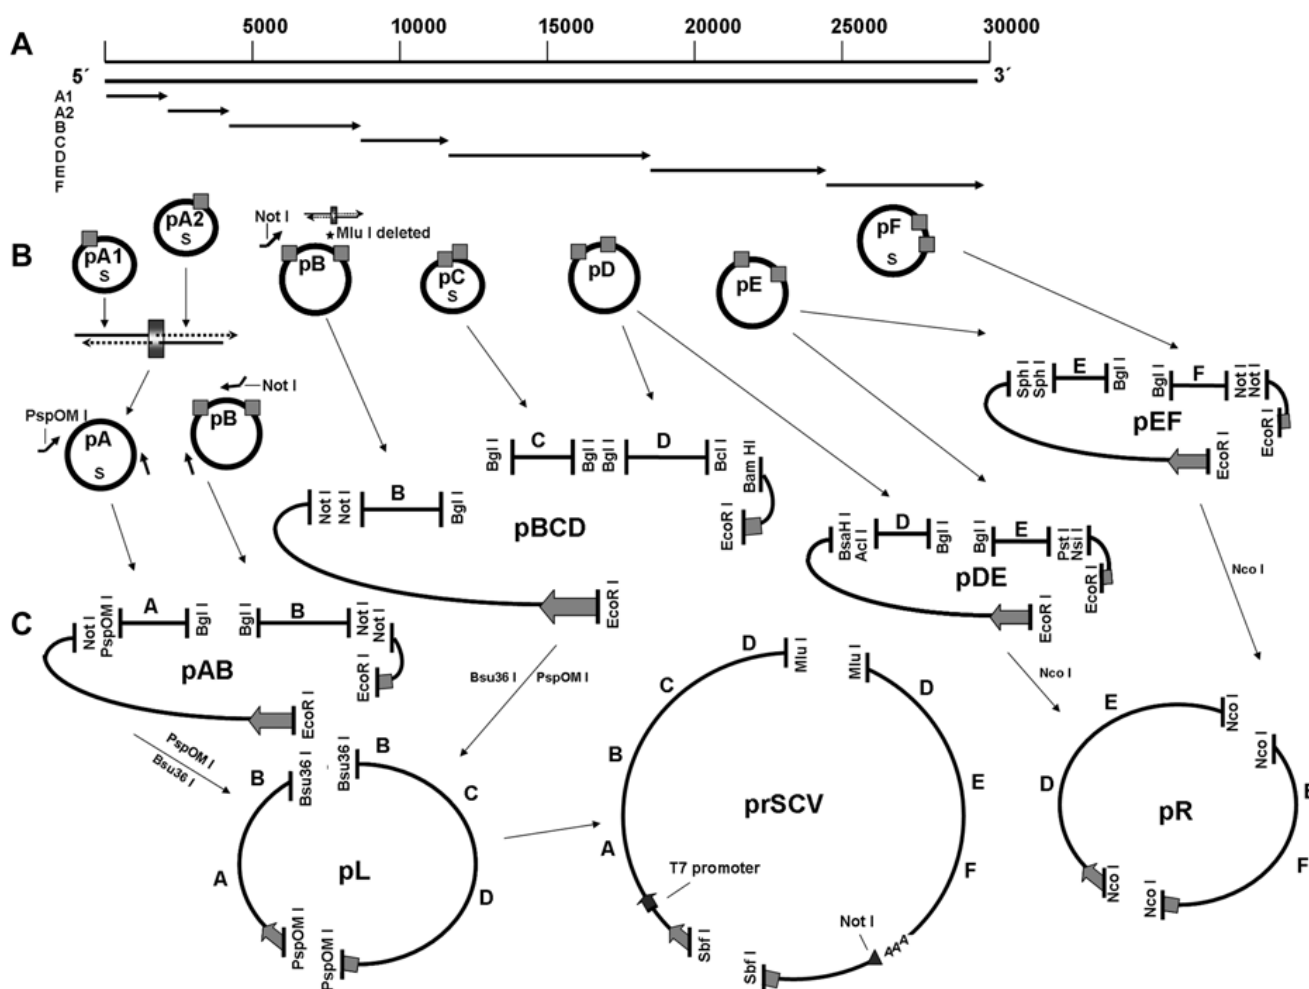 A
5000 10000 15000 20000 25000 30000
5´ 3´
A1
A2
B
C
D
E
F
B
pA1
S
pA2
S
Not I
★Mlu I deleted
pB
pC
S
pD
pE
pF
S
PspOM I
pA
S
Not I
pB
Bgl I
C
Bgl I
Bgl I
D
Bcl I
Bam HI
EcoR I
Not I
Not I
B
Bgl I
pBCD
EcoR I
Sph I
Sph I
E
Bgl I
Bgl I
F
Not I
Not I
EcoR I
pEF
EcoR I
BsaH I
Acl I
D
Bgl I
Bgl I
E
Pst I
Nsi I
EcoR I
pDE
EcoR I
Nco I
Nco I
C
Not I
PspOM I
A
Bgl I
Bgl I
B
Not I
Not I
EcoR I
pAB
EcoR I
PspOM I
Bsu36 I
Bsu36 I
PspOM I
B
Bsu36 I
Bsu36 I
B
C
A
pL
D
PspOM I
PspOM I
D
Mlu I
Mlu I
D
C
B
E
prSCV
A
F
T7 promoter
Not I
AAA
Sbf I
Sbf I
E
Nco I
Nco I
D
E
pR
F
Nco I
Nco I